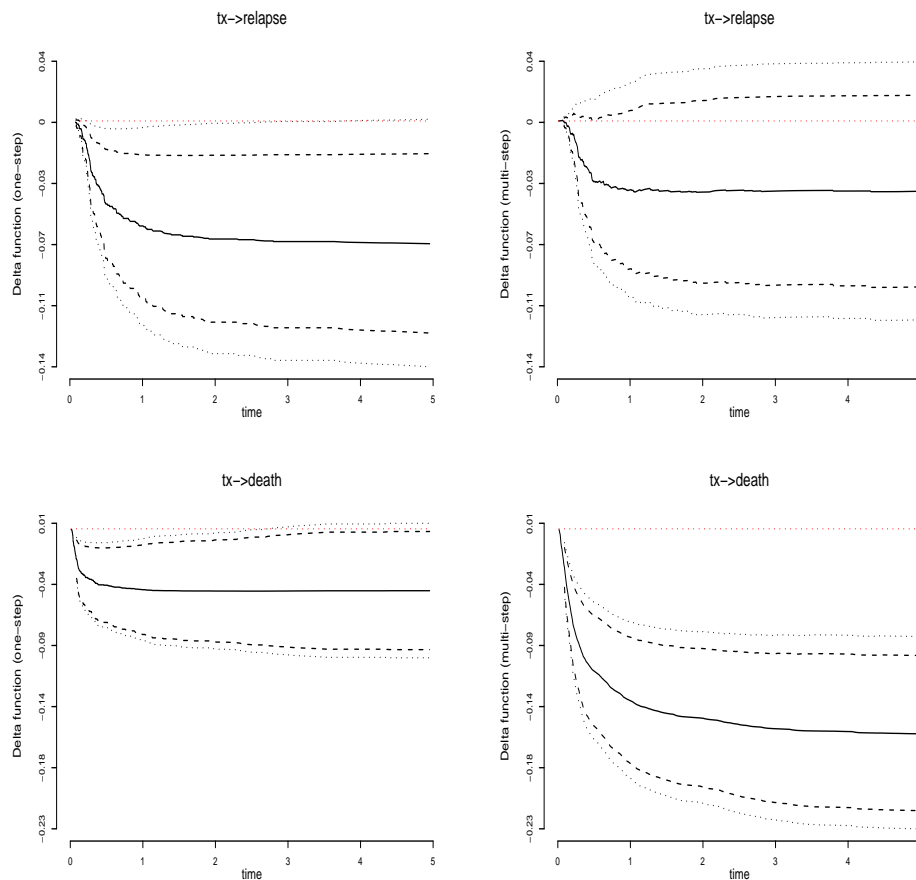 tx->relapse
Delta function (one-step)
0.04
0
-0.03
-0.07
-0.11
-0.14
0 1 2 3 4 5
time
tx->relapse
Delta function (multi-step)
0.04
0
-0.03
-0.07
-0.11
-0.14
0 1 2 3 4
time
tx->death
Delta function (one-step)
0.01
-0.04
-0.09
-0.14
-0.18
-0.23
0 1 2 3 4 5
time
tx->death
Delta function (multi-step)
0.01
-0.04
-0.09
-0.14
-0.18
-0.23
0 1 2 3 4
time